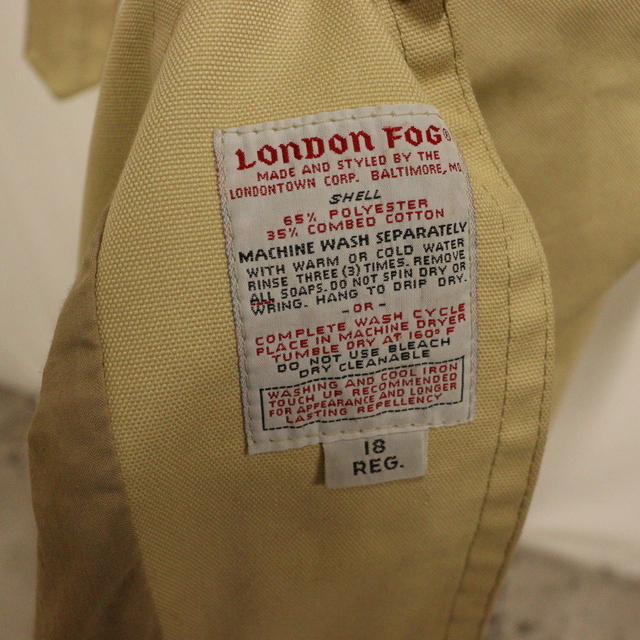 LONDON FOG®
MADE AND STYLED BY THE
LONDONTOWN CORP. BALTIMORE, MD.
SHELL
65% POLYESTER
35% COMBED COTTON
MACHINE WASH SEPARATELY
WITH WARM OR COLD WATER
RINSE THREE (3) TIMES. REMOVE
ALL SOAPS. DO NOT SPIN DRY OR
WRING. HANG TO DRIP DRY.
-OR-
COMPLETE WASH CYCLE
PLACE IN MACHINE DRYER
TUMBLE DRY AT 160° F
DO NOT USE BLEACH
DRY CLEANABLE
WASHING AND COOL IRON
TOUCH UP RECOMMENDED
FOR APPEARANCE AND LONGER
LASTING REPELLENCY
18
REG.